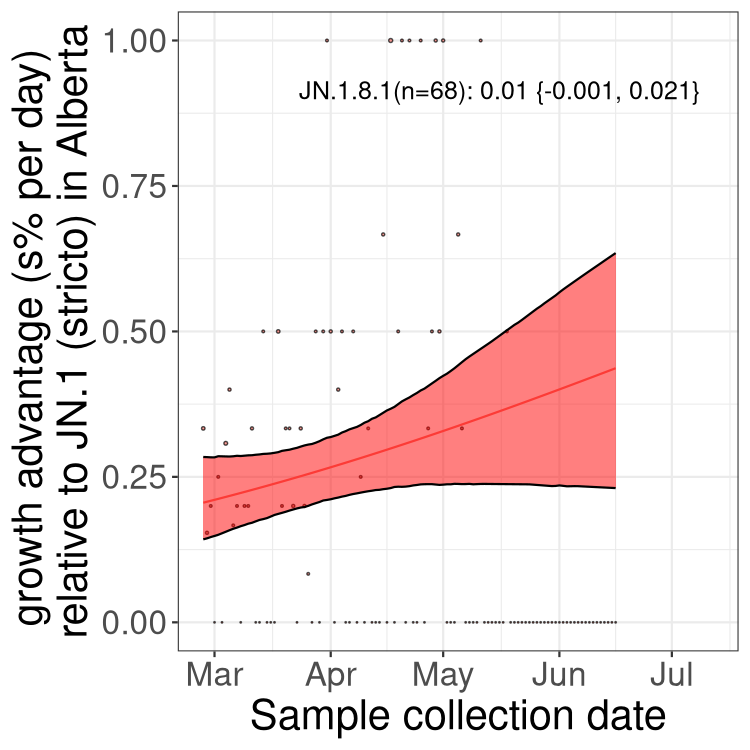 growth advantage (s% per day)
relative to JN.1 (stricto) in Alberta
1.00
0.75
0.50
0.25
0.00
JN.1.8.1(n=68): 0.01 {-0.001, 0.021}
Mar Apr May Jun Jul
Sample collection date